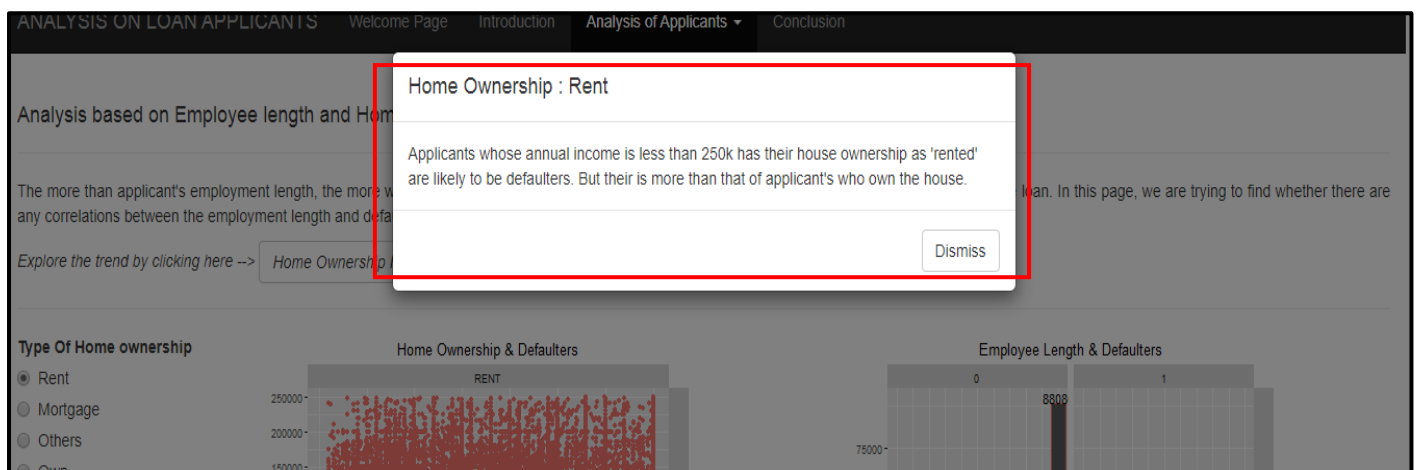 ANALYSIS ON LOAN APPLICANTS Welcome Page Introduction Analysis of Applicants Conclusion
Home Ownership : Rent
Applicants whose annual income is less than 250k has their house ownership as 'rented'
are likely to be defaulters. But their is more than that of applicant's who own the house.
Dismiss
Analysis based on Employee length and Hom
The more than applicant's employment length, the more w
loan. In this page, we are trying to find whether there are
any correlations between the employment length and defa
Explore the trend by clicking here --> Home Ownership
Type Of Home ownership
Rent
Mortgage
Others
Own
Home Ownership & Defaulters
RENT
250000
200000
150000
Employee Length & Defaulters
0 1
8808
75000